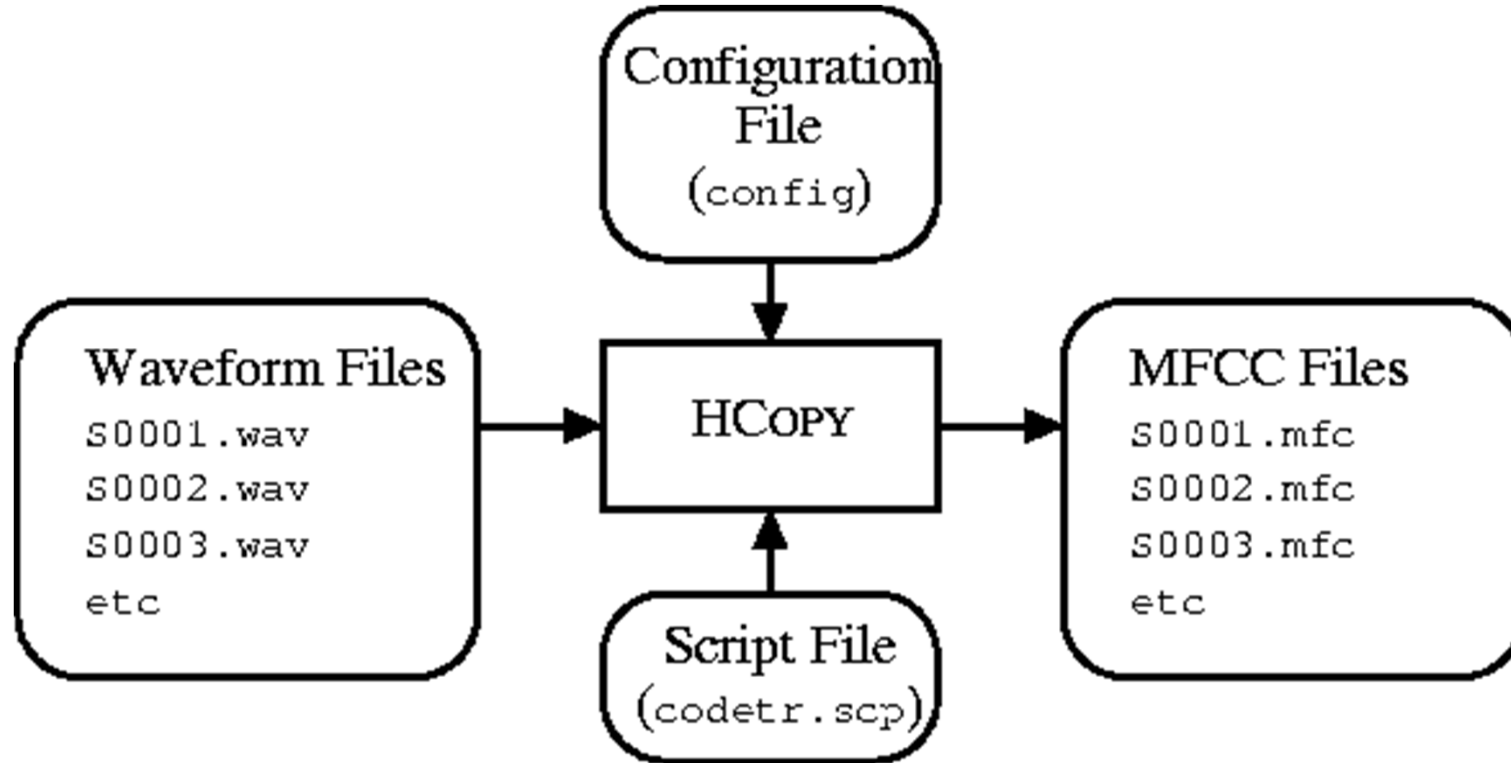 Configuration
File
(config)
Waveform Files
S0001.wav
S0002.wav
S0003.wav
etc
HCOPY
MFCC Files
S0001.mfc
S0002.mfc
S0003.mfc
etc
Script File
(codetr.scp)